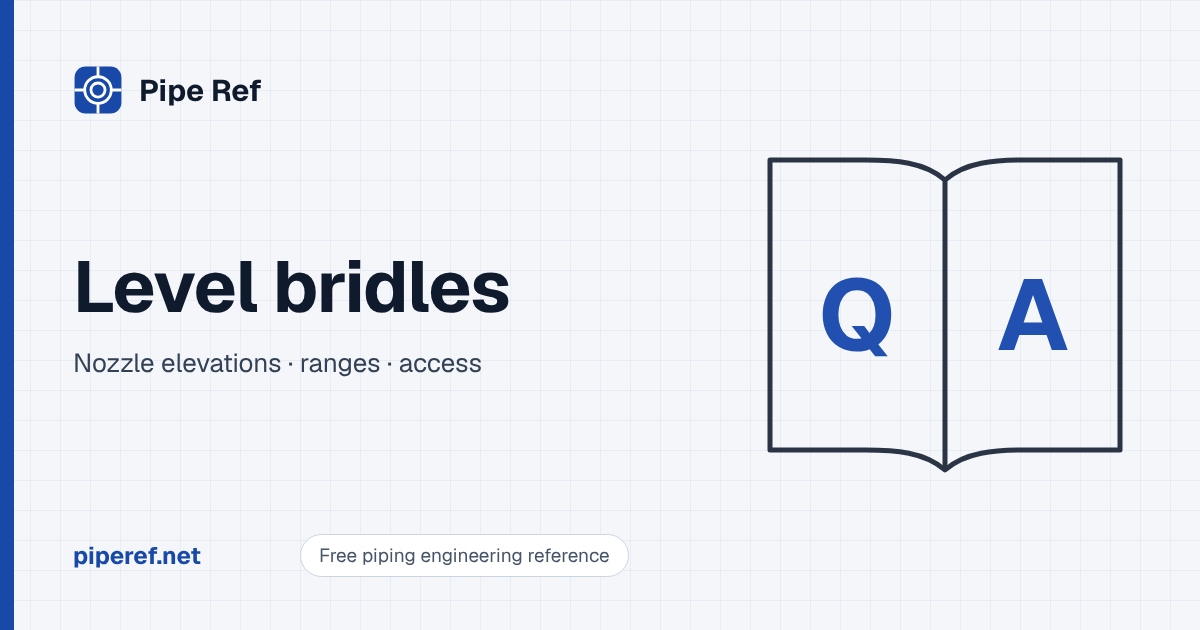 Pipe Ref
Level bridles
Nozzle elevations · ranges · access
Q A
piperef.net
Free piping engineering reference